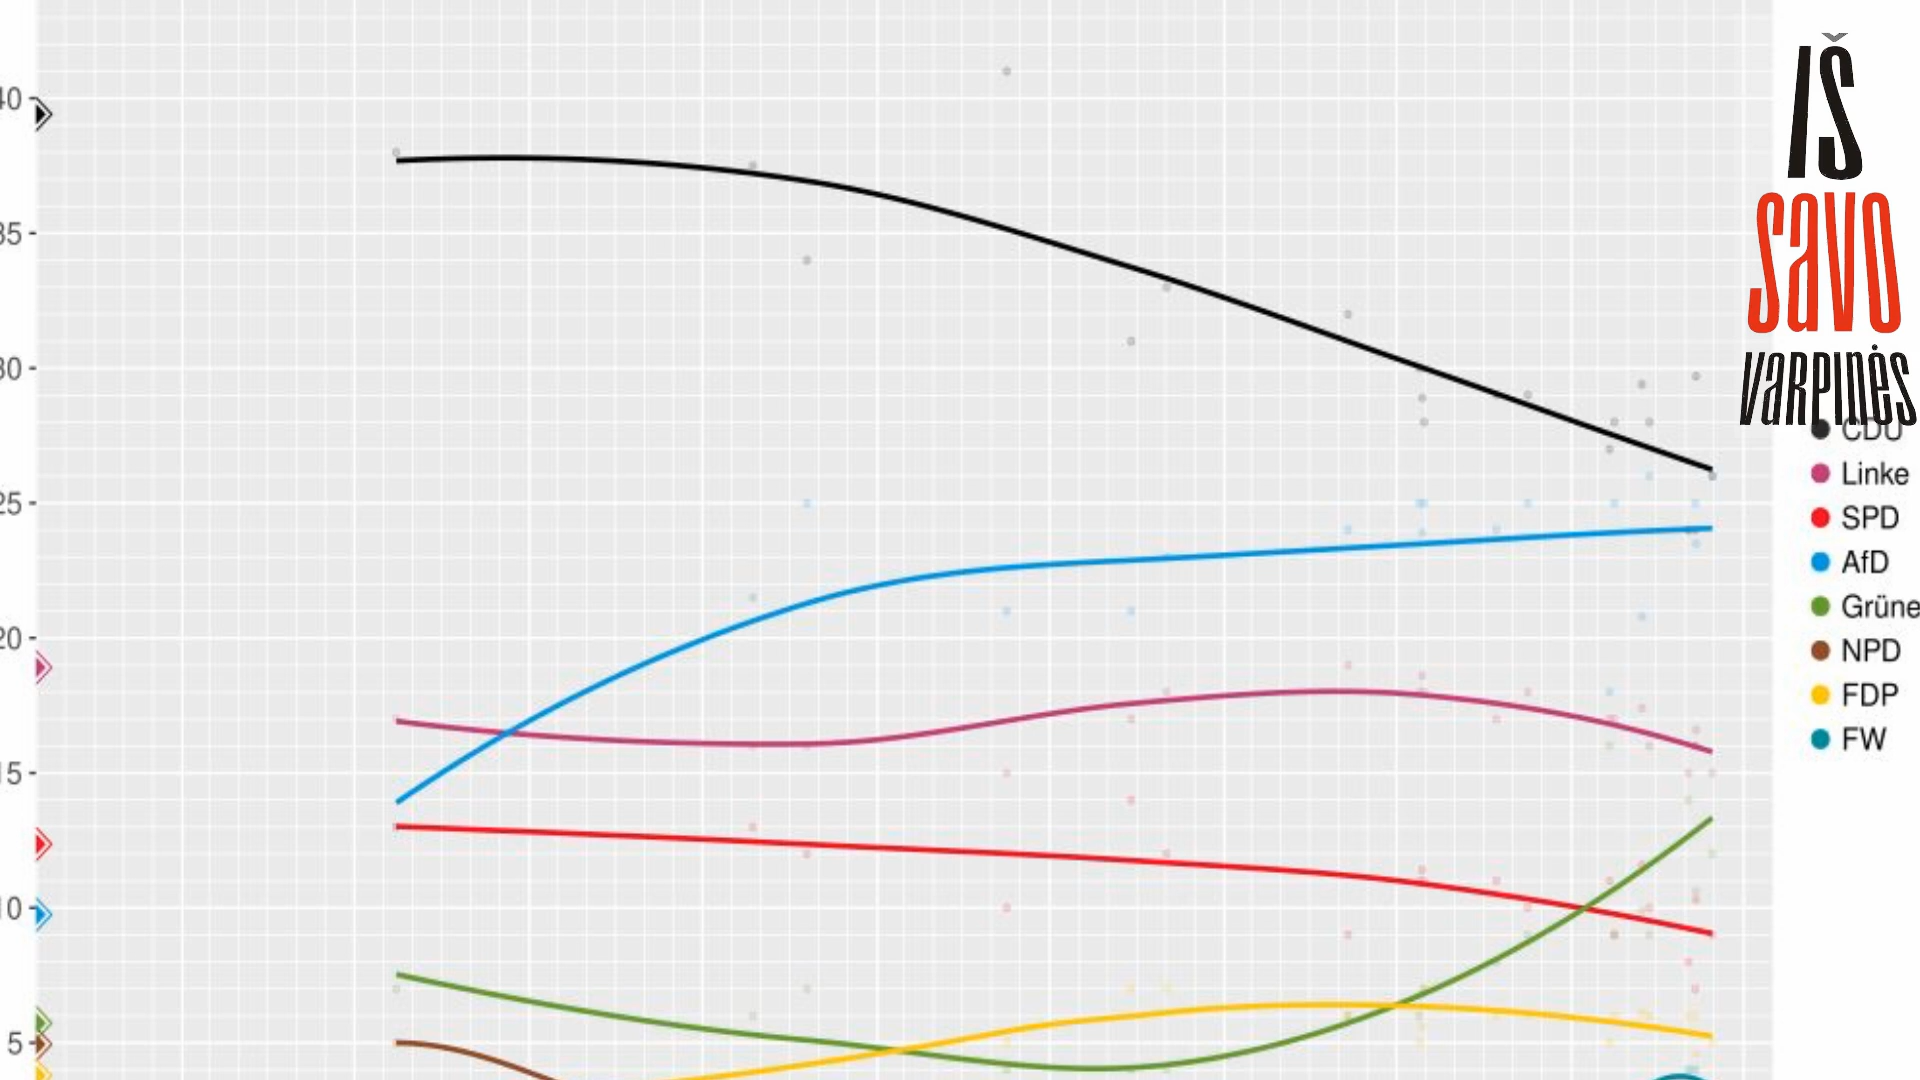 IŠ
SAVO
VARPINĖS
40
35
30
25
20
15
10
5
CDU
Linke
SPD
AfD
Grüne
NPD
FDP
FW